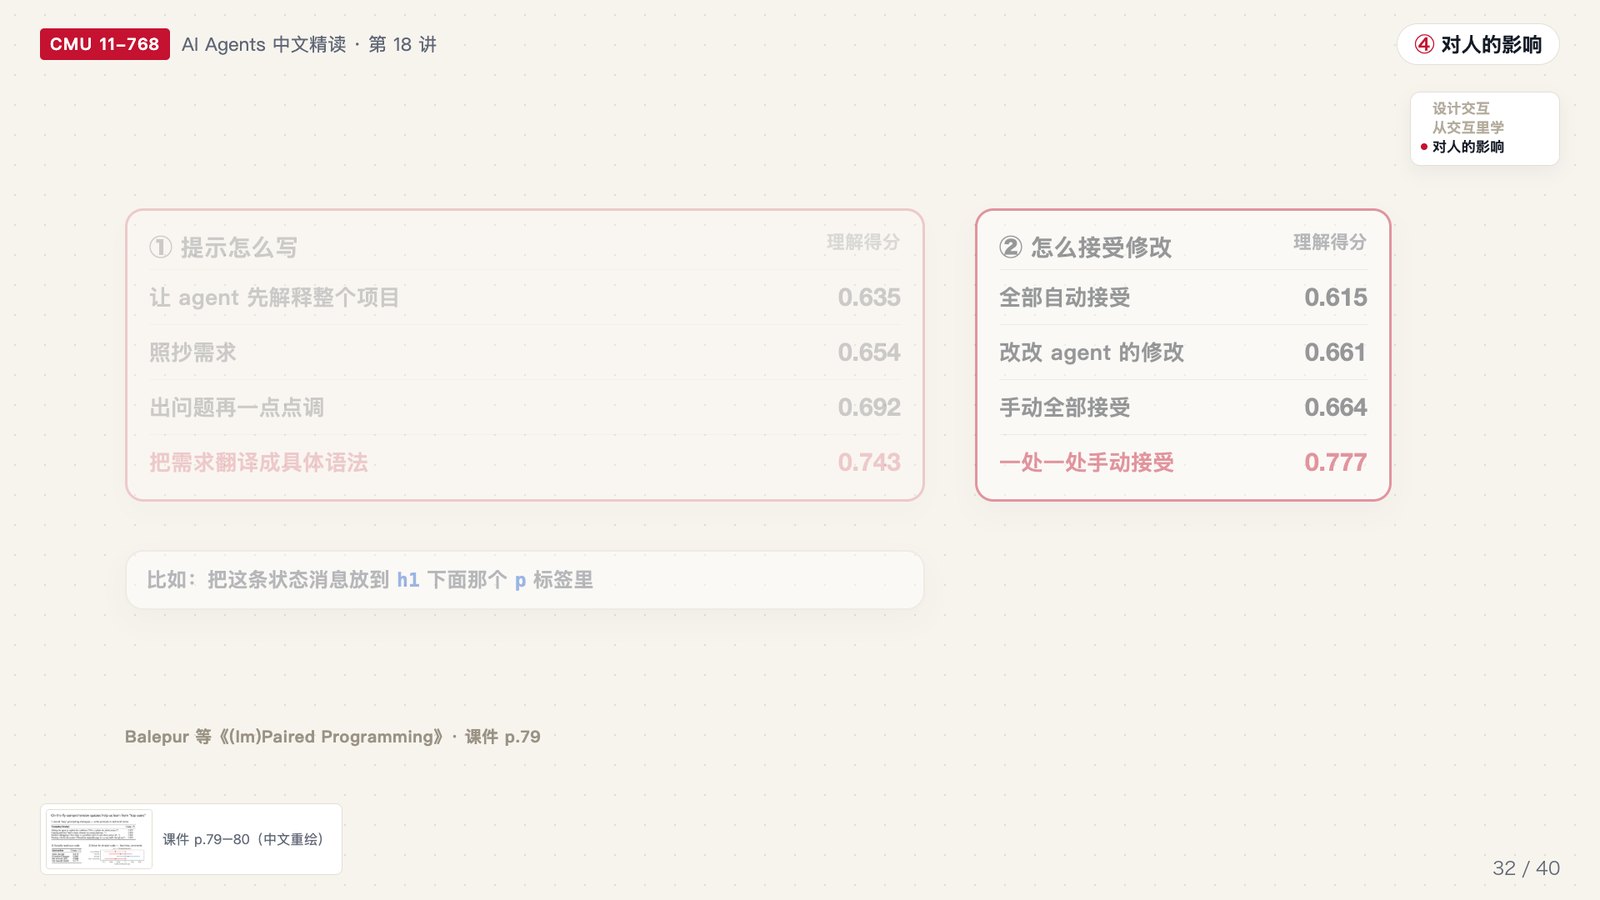 CMU 11-768 AI Agents 中文精读 · 第 18 讲
④ 对人的影响
设计交互
从交互里学
对人的影响
① 提示怎么写 理解得分
让 agent 先解释整个项目 0.635
照抄需求 0.654
出问题再一点点调 0.692
把需求翻译成具体语法 0.743
② 怎么接受修改 理解得分
全部自动接受 0.615
改改 agent 的修改 0.661
手动全部接受 0.664
一处一处手动接受 0.777
比如：把这条状态消息放到 h1 下面那个 p 标签里
Balepur 等《(Im)Paired Programming》· 课件 p.79
课件 p.79—80（中文重绘）
32 / 40